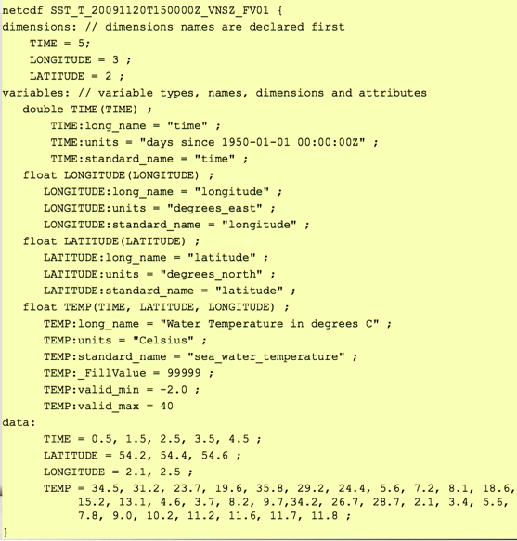 netcdf SST_T_20091120T150000Z_VNSZ_FV01 {
dimensions: // dimensions names are declared first
TIME = 5;
LONGITUDE = 3 ;
LATITUDE = 2 ;
variables: // variable types, names, dimensions and attributes
double TIME(TIME) ;
TIME:long_name = "time" ;
TIME:units = "days since 1950-01-01 00:00:00Z" ;
TIME:standard_name = "time" ;
float LONGITUDE(LONGITUDE) ;
LONGITUDE:long_name = "longitude" ;
LONGITUDE:units = "degrees_east" ;
LONGITUDE:standard_name = "longitude" ;
float LATITUDE(LATITUDE) ;
LATITUDE:long_name = "latitude" ;
LATITUDE:units = "degrees_north" ;
LATITUDE:standard_name = "latitude" ;
float TEMP(TIME, LATITUDE, LONGITUDE) ;
TEMP:long_name = "Water Temperature in degrees C" ;
TEMP:units = "Celsius" ;
TEMP:standard_name = "sea_water_temperature" ;
TEMP:_FillValue = 99999 ;
TEMP:valid_min = -2.0 ;
TEMP:valid_max = 40
data:
TIME = 0.5, 1.5, 2.5, 3.5, 4.5 ;
LATITUDE = 54.2, 54.4, 54.6 ;
LONGITUDE = 2.1, 2.5 ;
TEMP = 34.5, 31.2, 23.7, 19.6, 35.8, 29.2, 24.4, 5.6, 7.2, 8.1, 18.6,
15.2, 13.1, 4.6, 3.7, 8.2, 9.7,34.2, 26.7, 28.7, 2.1, 3.4, 5.5,
7.8, 9.0, 10.2, 11.2, 11.6, 11.7, 11.8 ;
}